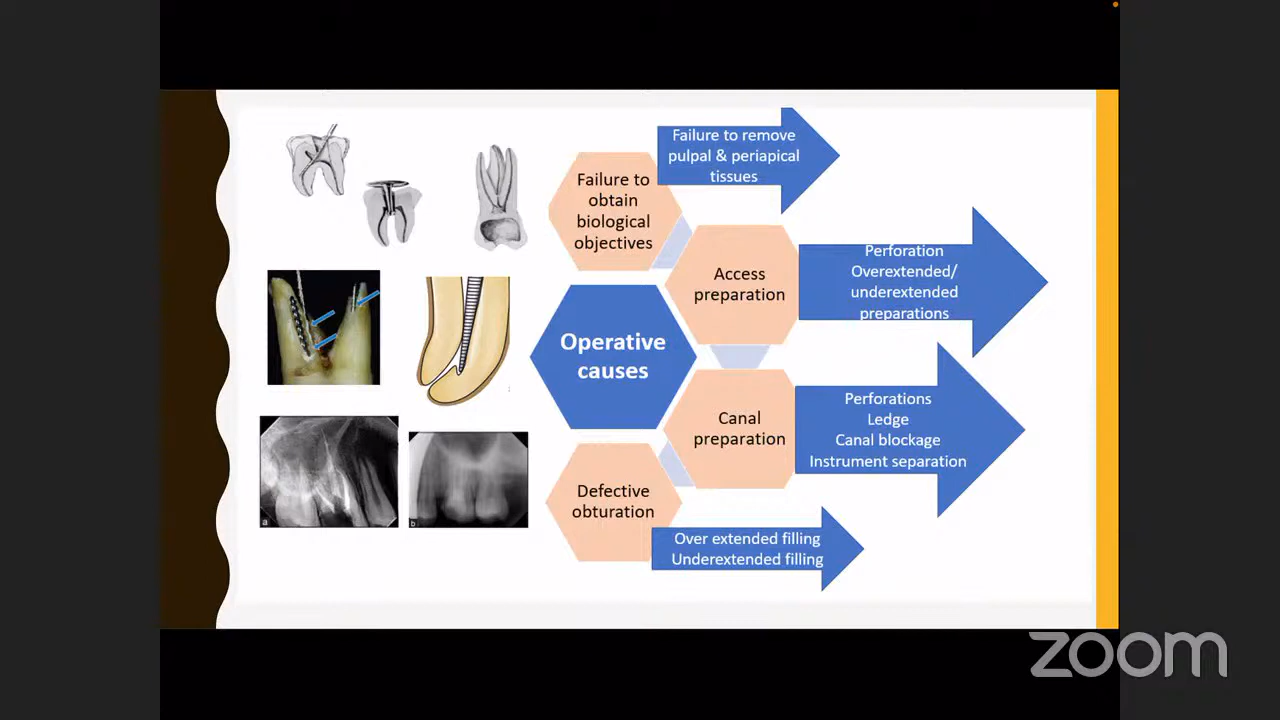 Failure to
obtain
biological
objectives
Failure to remove
pulpal & periapical
tissues
Access
preparation
Perforation
Overextended/
underextended
preparations
Operative
causes
Canal
preparation
Perforations
Ledge
Canal blockage
Instrument separation
Defective
obturation
Over extended filling
Underextended filling
a
b
zoom